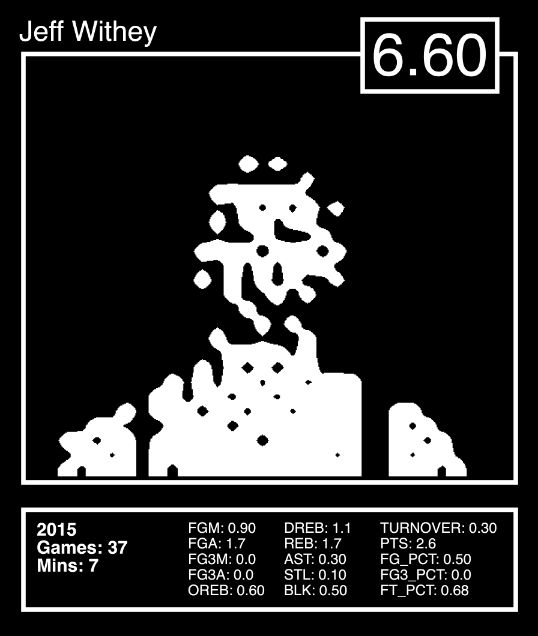 Jeff Withey
6.60
2015
Games: 37
Mins: 7
FGM: 0.90
FGA: 1.7
FG3M: 0.0
FG3A: 0.0
OREB: 0.60
DREB: 1.1
REB: 1.7
AST: 0.30
STL: 0.10
BLK: 0.50
TURNOVER: 0.30
PTS: 2.6
FG_PCT: 0.50
FG3_PCT: 0.0
FT_PCT: 0.68